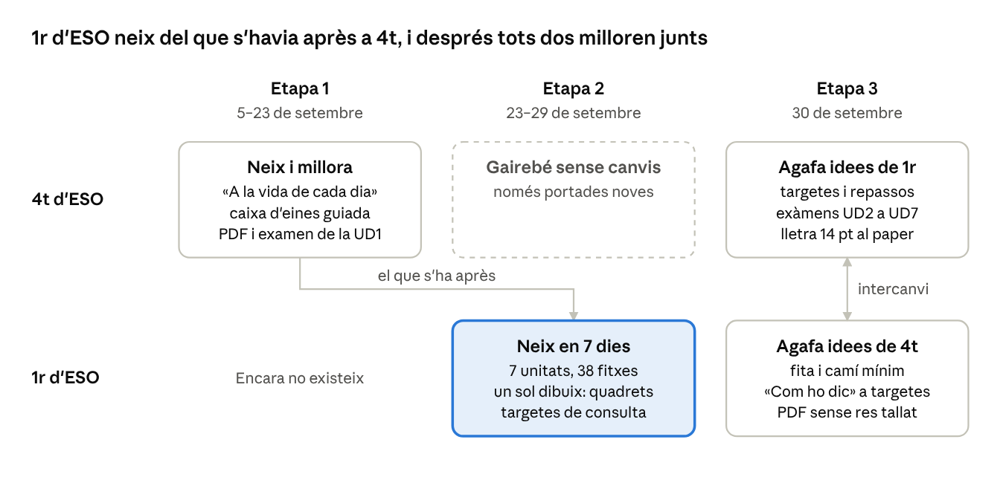 1r d'ESO neix del que s'havia après a 4t, i després tots dos milloren junts
Etapa 1
5–23 de setembre
Etapa 2
23–29 de setembre
Etapa 3
30 de setembre
4t d'ESO
Neix i millora
«A la vida de cada dia»
caixa d'eines guiada
PDF i examen de la UD1
Gairebé sense canvis
només portades noves
Agafa idees de 1r
targetes i repassos
exàmens UD2 a UD7
lletra 14 pt al paper
el que s'ha après
intercanvi
1r d'ESO
Encara no existeix
Neix en 7 dies
7 unitats, 38 fitxes
un sol dibuix: quadrets
targetes de consulta
Agafa idees de 4t
fita i camí mínim
«Com ho dic» a targetes
PDF sense res tallat